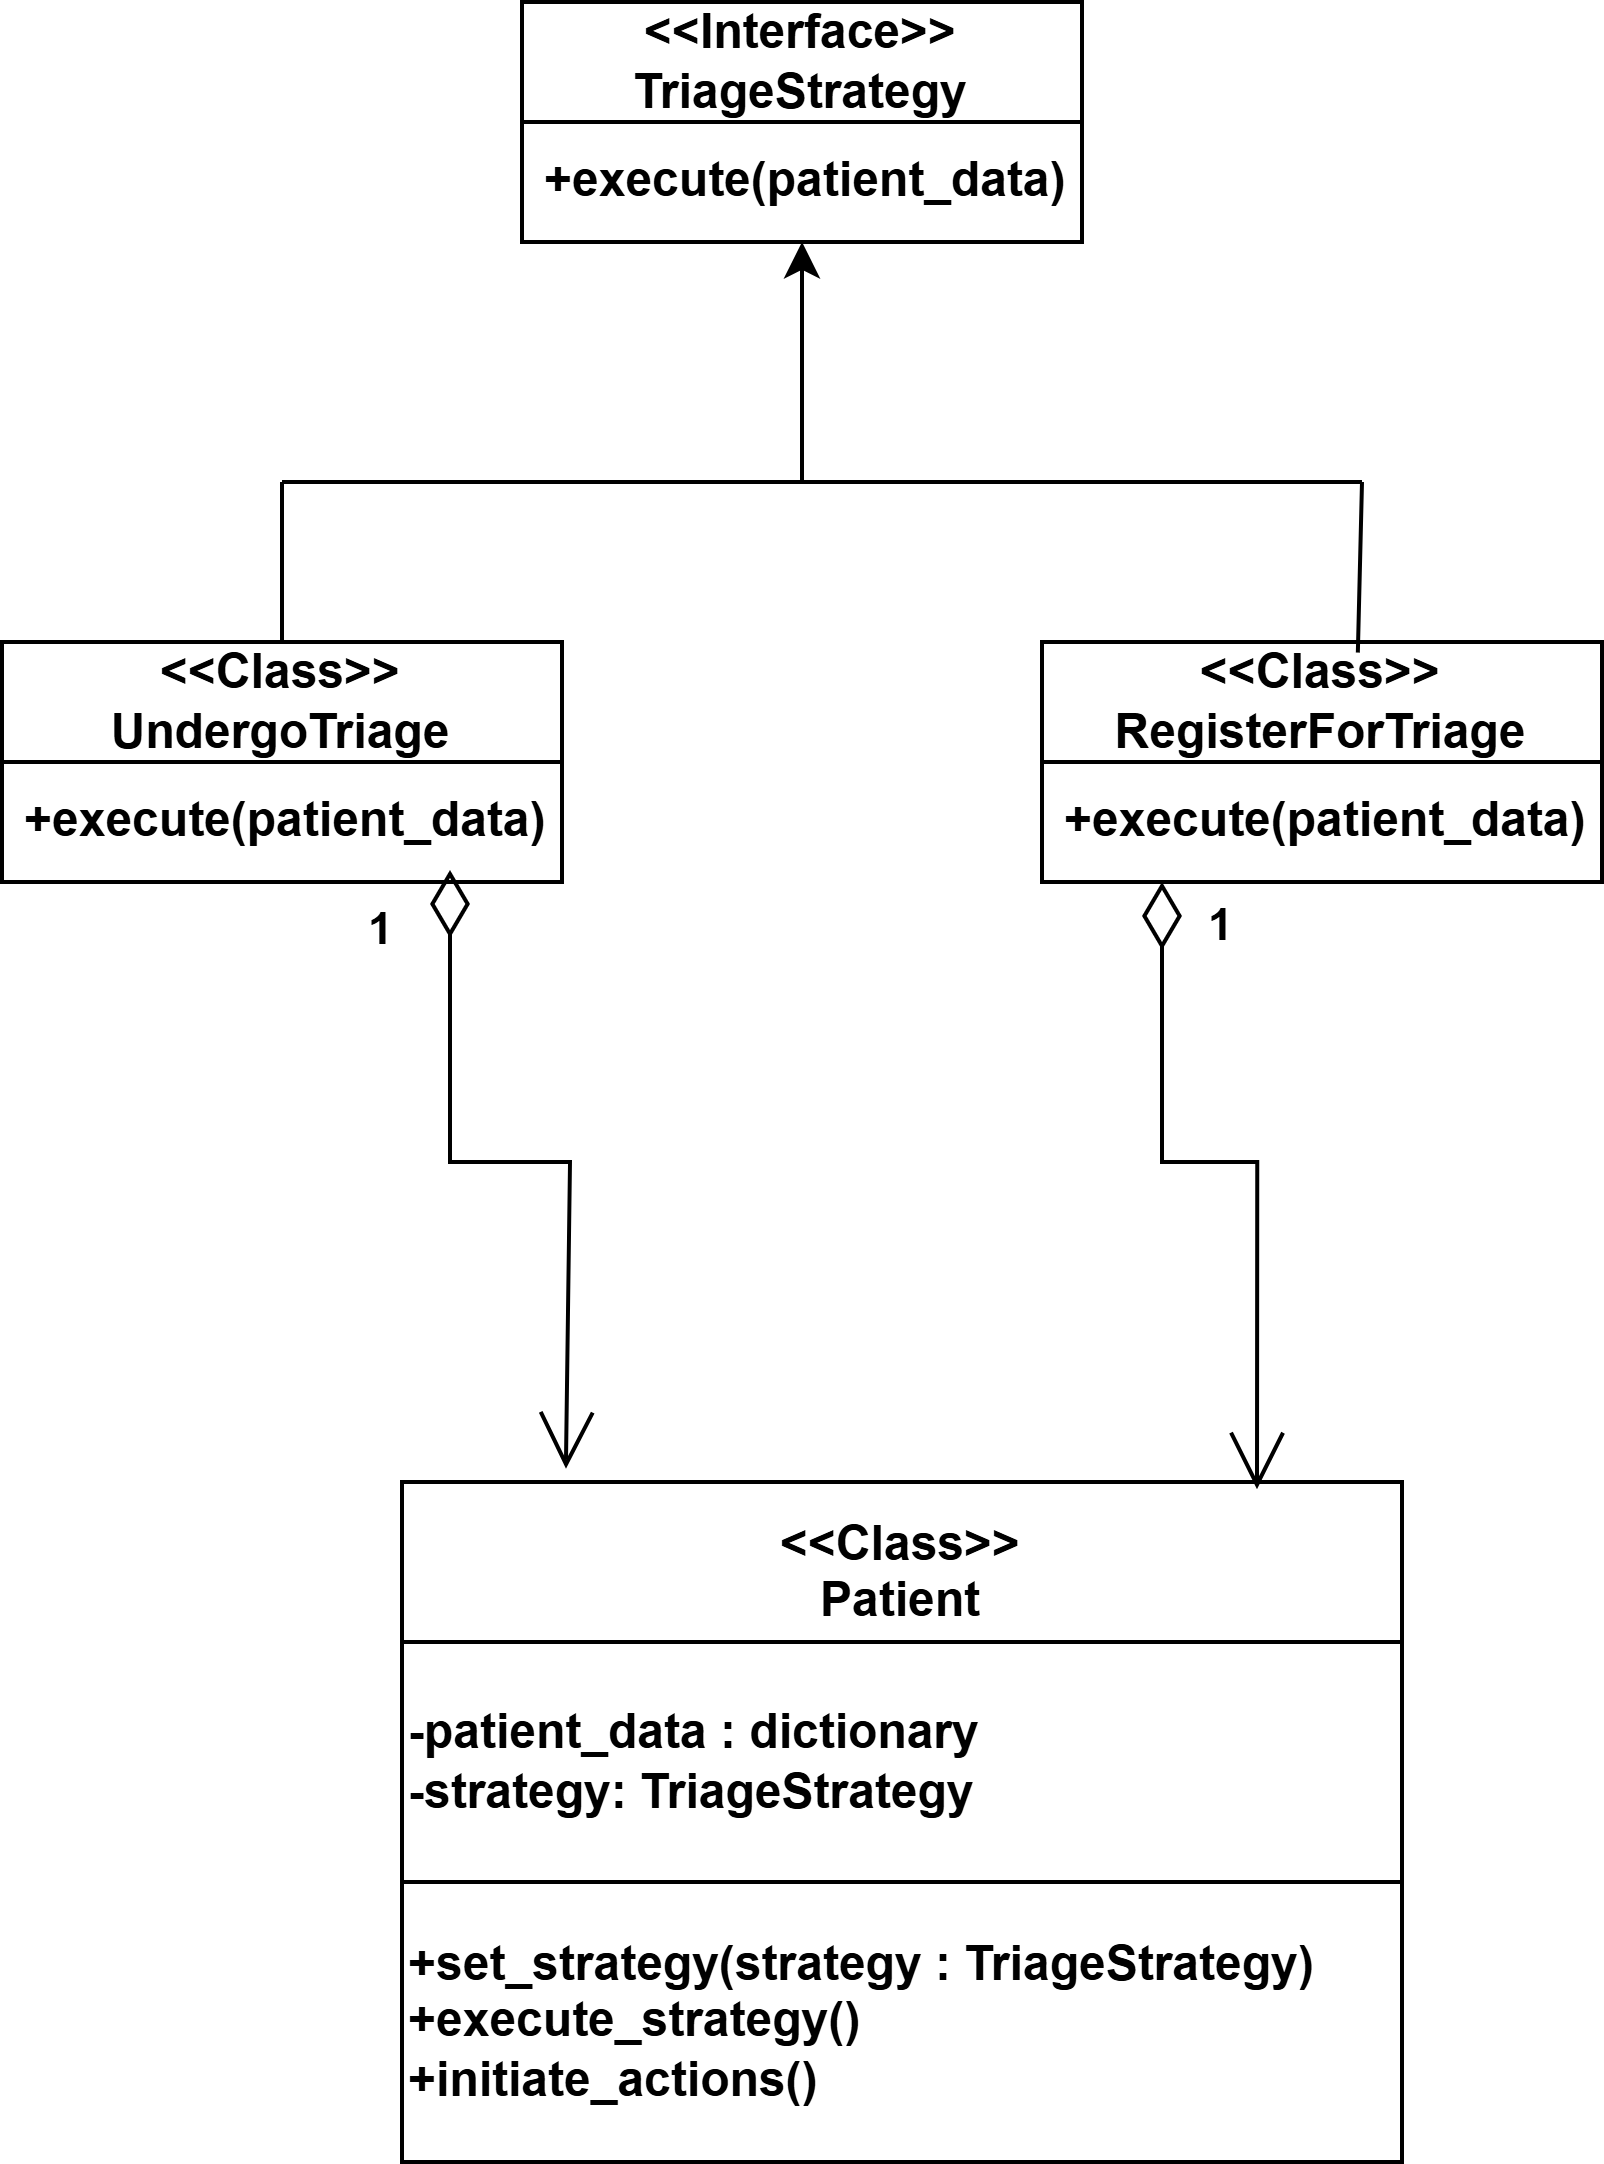 <<Interface>>
TriageStrategy
+execute(patient_data)
<<Class>>
UndergoTriage
+execute(patient_data)
1
<<Class>>
RegisterForTriage
+execute(patient_data)
1
<<Class>>
Patient
-patient_data : dictionary
-strategy: TriageStrategy
+set_strategy(strategy : TriageStrategy)
+execute_strategy()
+initiate_actions()